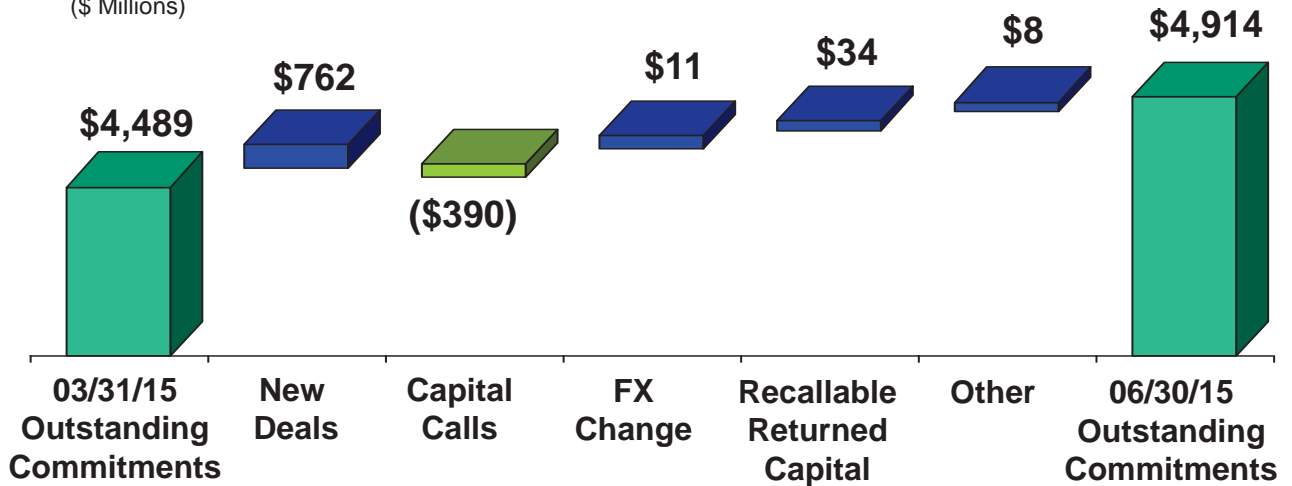 ($ Millions)
$4,489
$762
($390)
$11
$34
$8
$4,914
03/31/15
Outstanding
Commitments
New
Deals
Capital
Calls
FX
Change
Recallable
Returned
Capital
Other
06/30/15
Outstanding
Commitments